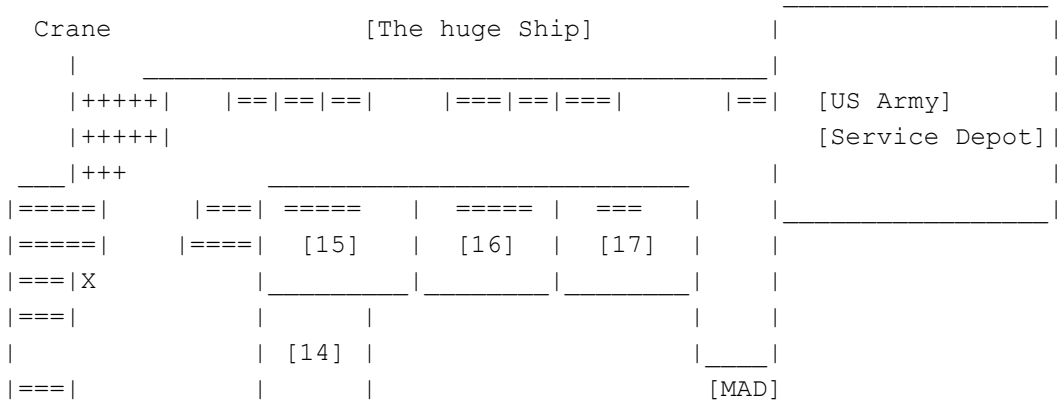 Crane [The huge Ship]
[US Army]
[Service Depot]
[15] [16] [17]
X
[14]
[MAD]